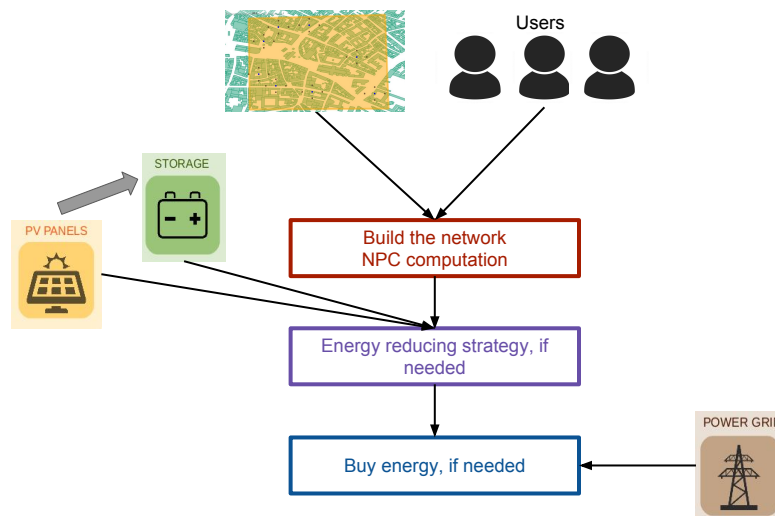 Users
STORAGE
PV PANELS
Build the network
NPC computation
Energy reducing strategy, if
needed
POWER GRI
Buy energy, if needed